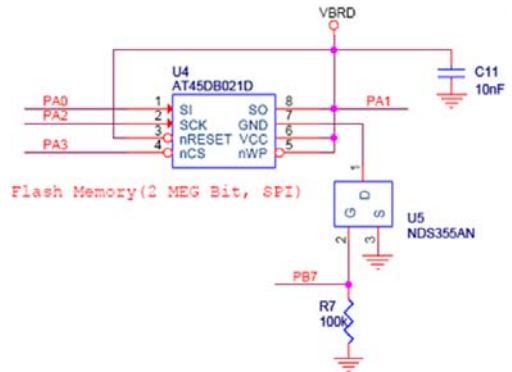 VBRD
U4
AT45DB021D
C11
10nF
PA0 1 SI SO 8 PA1
PA2 2 SCK GND 7
3 nRESET VCC 6
PA3 4 nCS nWP 5
Flash Memory(2 MEG Bit, SPI)
1
D
G S
U5
NDS355AN
2 3
PB7
R7
100k